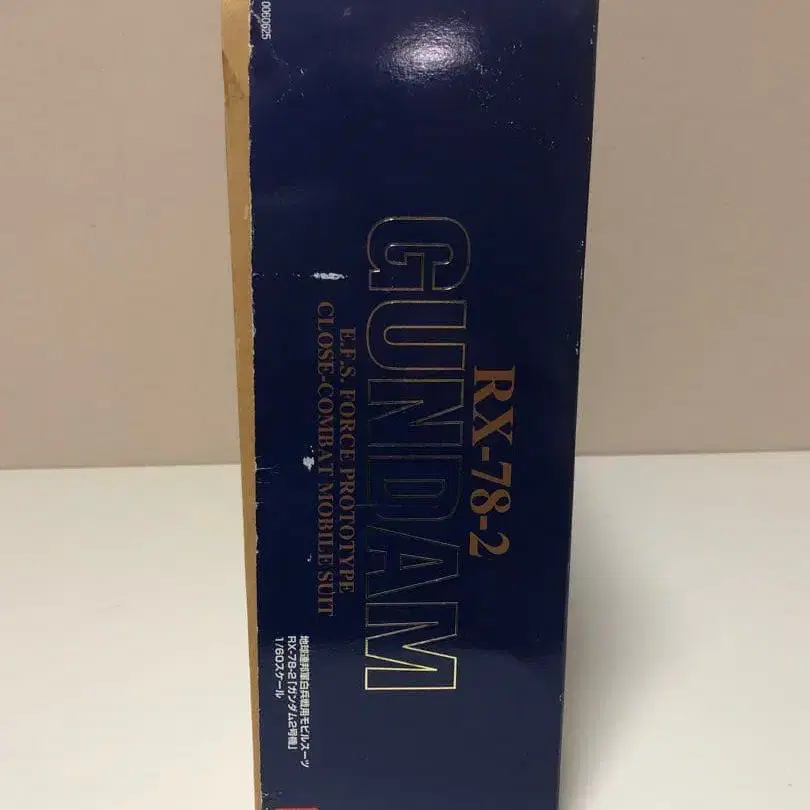 0060625
RX-78-2
GUNDAM
E.F.S. FORCE PROTOTYPE
CLOSE-COMBAT MOBILE SUIT
地球連邦軍白兵戦用モビルスーツ
RX-78-2「ガンダム2号機」
1/60スケール